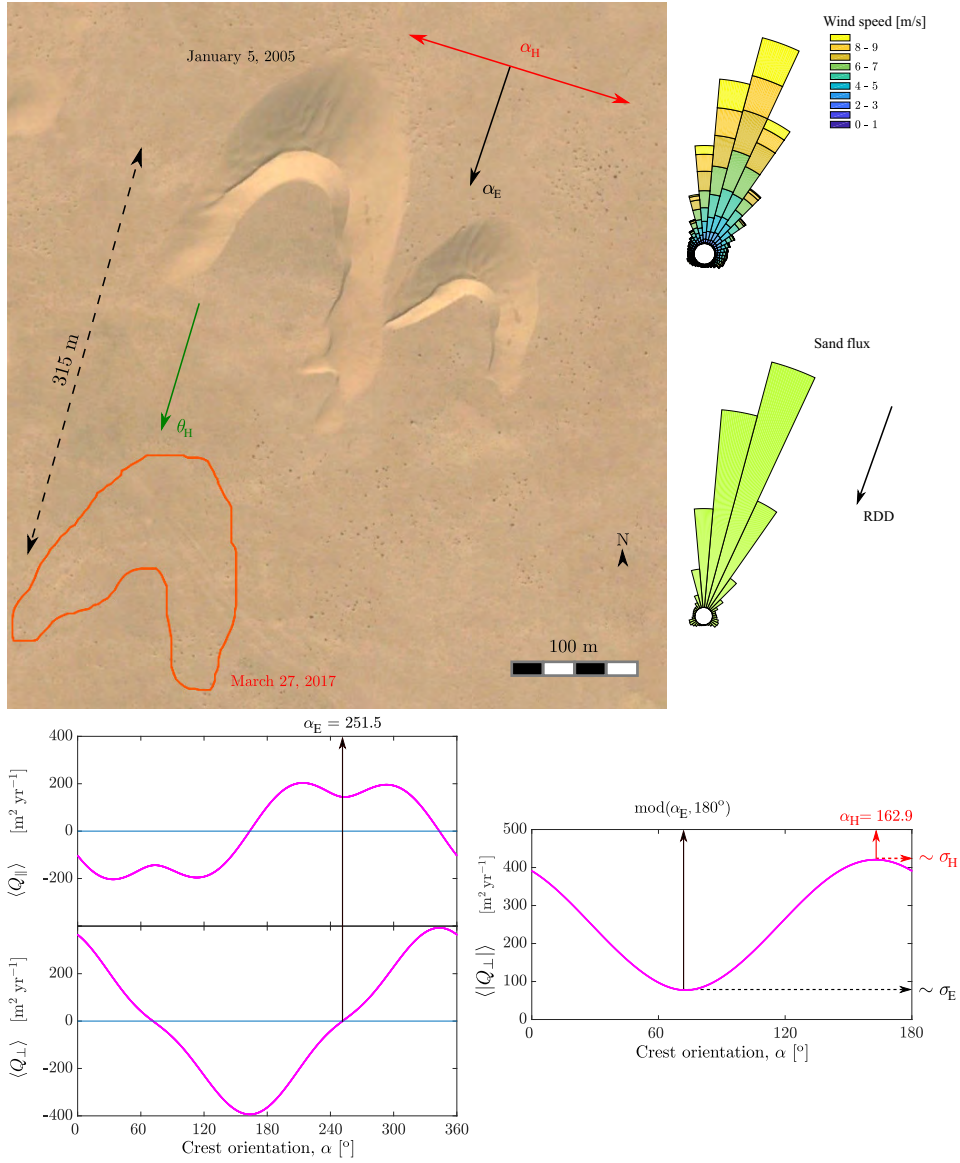 January 5, 2005
α_H
α_E
315 m
θ_H
N
100 m
March 27, 2017
Wind speed [m/s]
8 - 9
6 - 7
4 - 5
2 - 3
0 - 1
Sand flux
RDD
α_E = 251.5
400
200
0
-200
⟨Q_∥⟩ [m² yr⁻¹]
200
0
-200
-400
⟨Q_⊥⟩ [m² yr⁻¹]
0 60 120 180 240 300 360
Crest orientation, α [°]
mod(α_E, 180°)
α_H = 162.9
500
400
300
200
100
0
⟨|Q_⊥|⟩ [m² yr⁻¹]
∼ σ_H
∼ σ_E
0 60 120 180
Crest orientation, α [°]